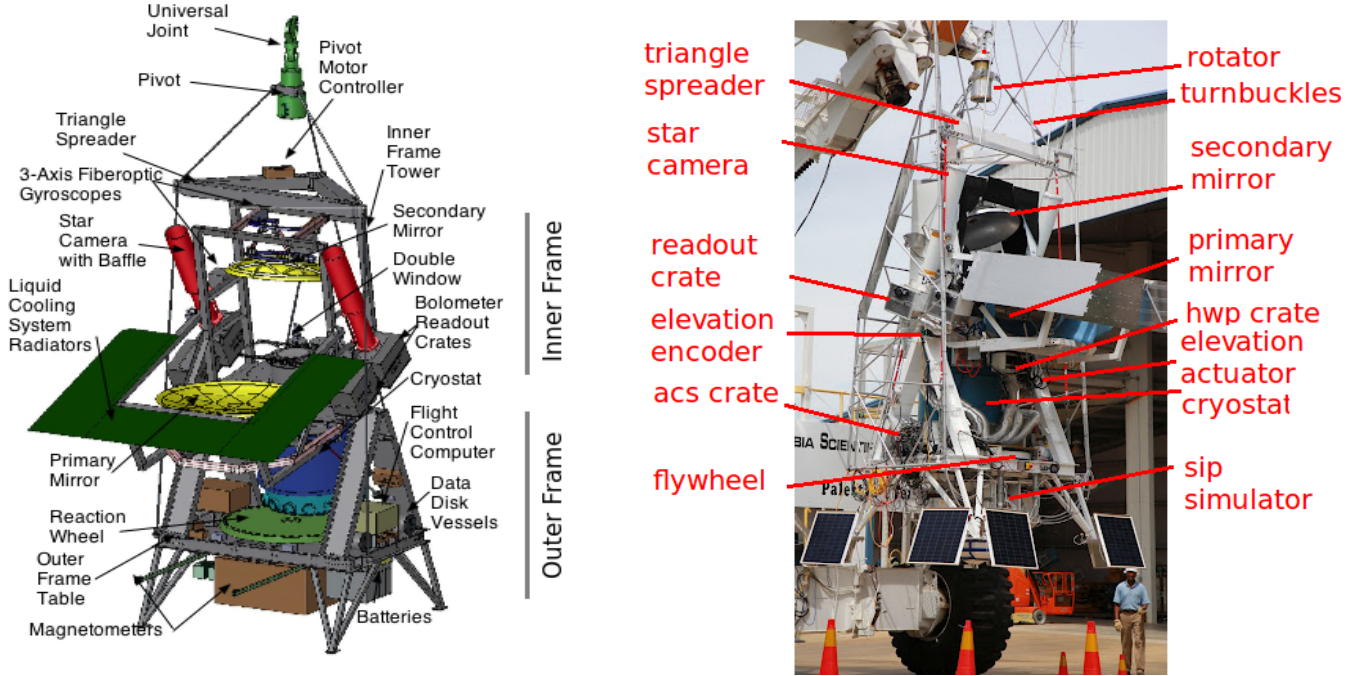 Universal
Joint
Pivot
Pivot
Motor
Controller
Triangle
Spreader
Inner
Frame
Tower
3-Axis Fiberoptic
Gyroscopes
Star
Camera
with Baffle
Secondary
Mirror
Double
Window
Liquid
Cooling
System
Radiators
Bolometer
Readout
Crates
Cryostat
Flight
Control
Computer
Primary
Mirror
Data
Disk
Vessels
Reaction
Wheel
Outer
Frame
Table
Magnetometers
Batteries
Inner Frame
Outer Frame
triangle
spreader
star
camera
readout
crate
elevation
encoder
acs crate
flywheel
rotator
turnbuckles
secondary
mirror
primary
mirror
hwp crate
elevation
actuator
cryostat
sip
simulator
BIA SCIENTI
Pales